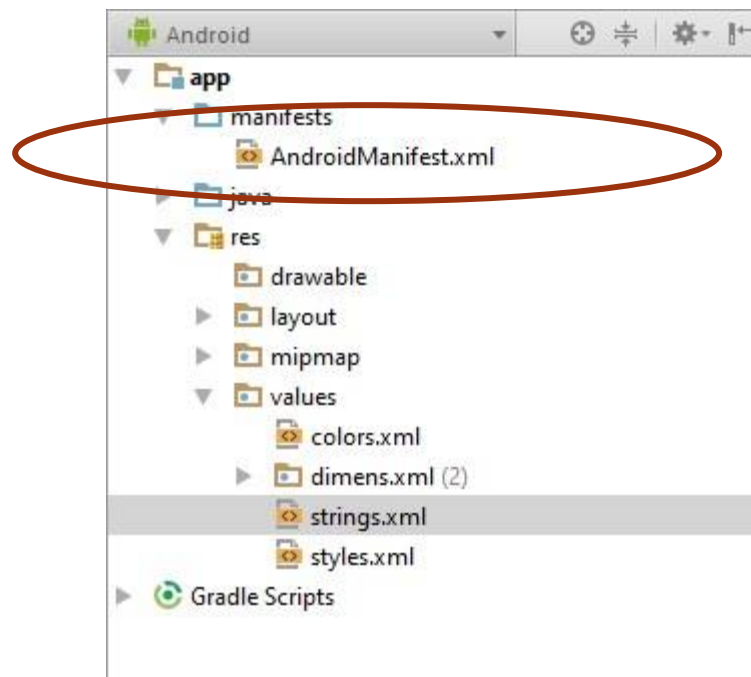 Android
app
manifests
AndroidManifest.xml
java
res
drawable
layout
mipmap
values
colors.xml
dimens.xml (2)
strings.xml
styles.xml
Gradle Scripts